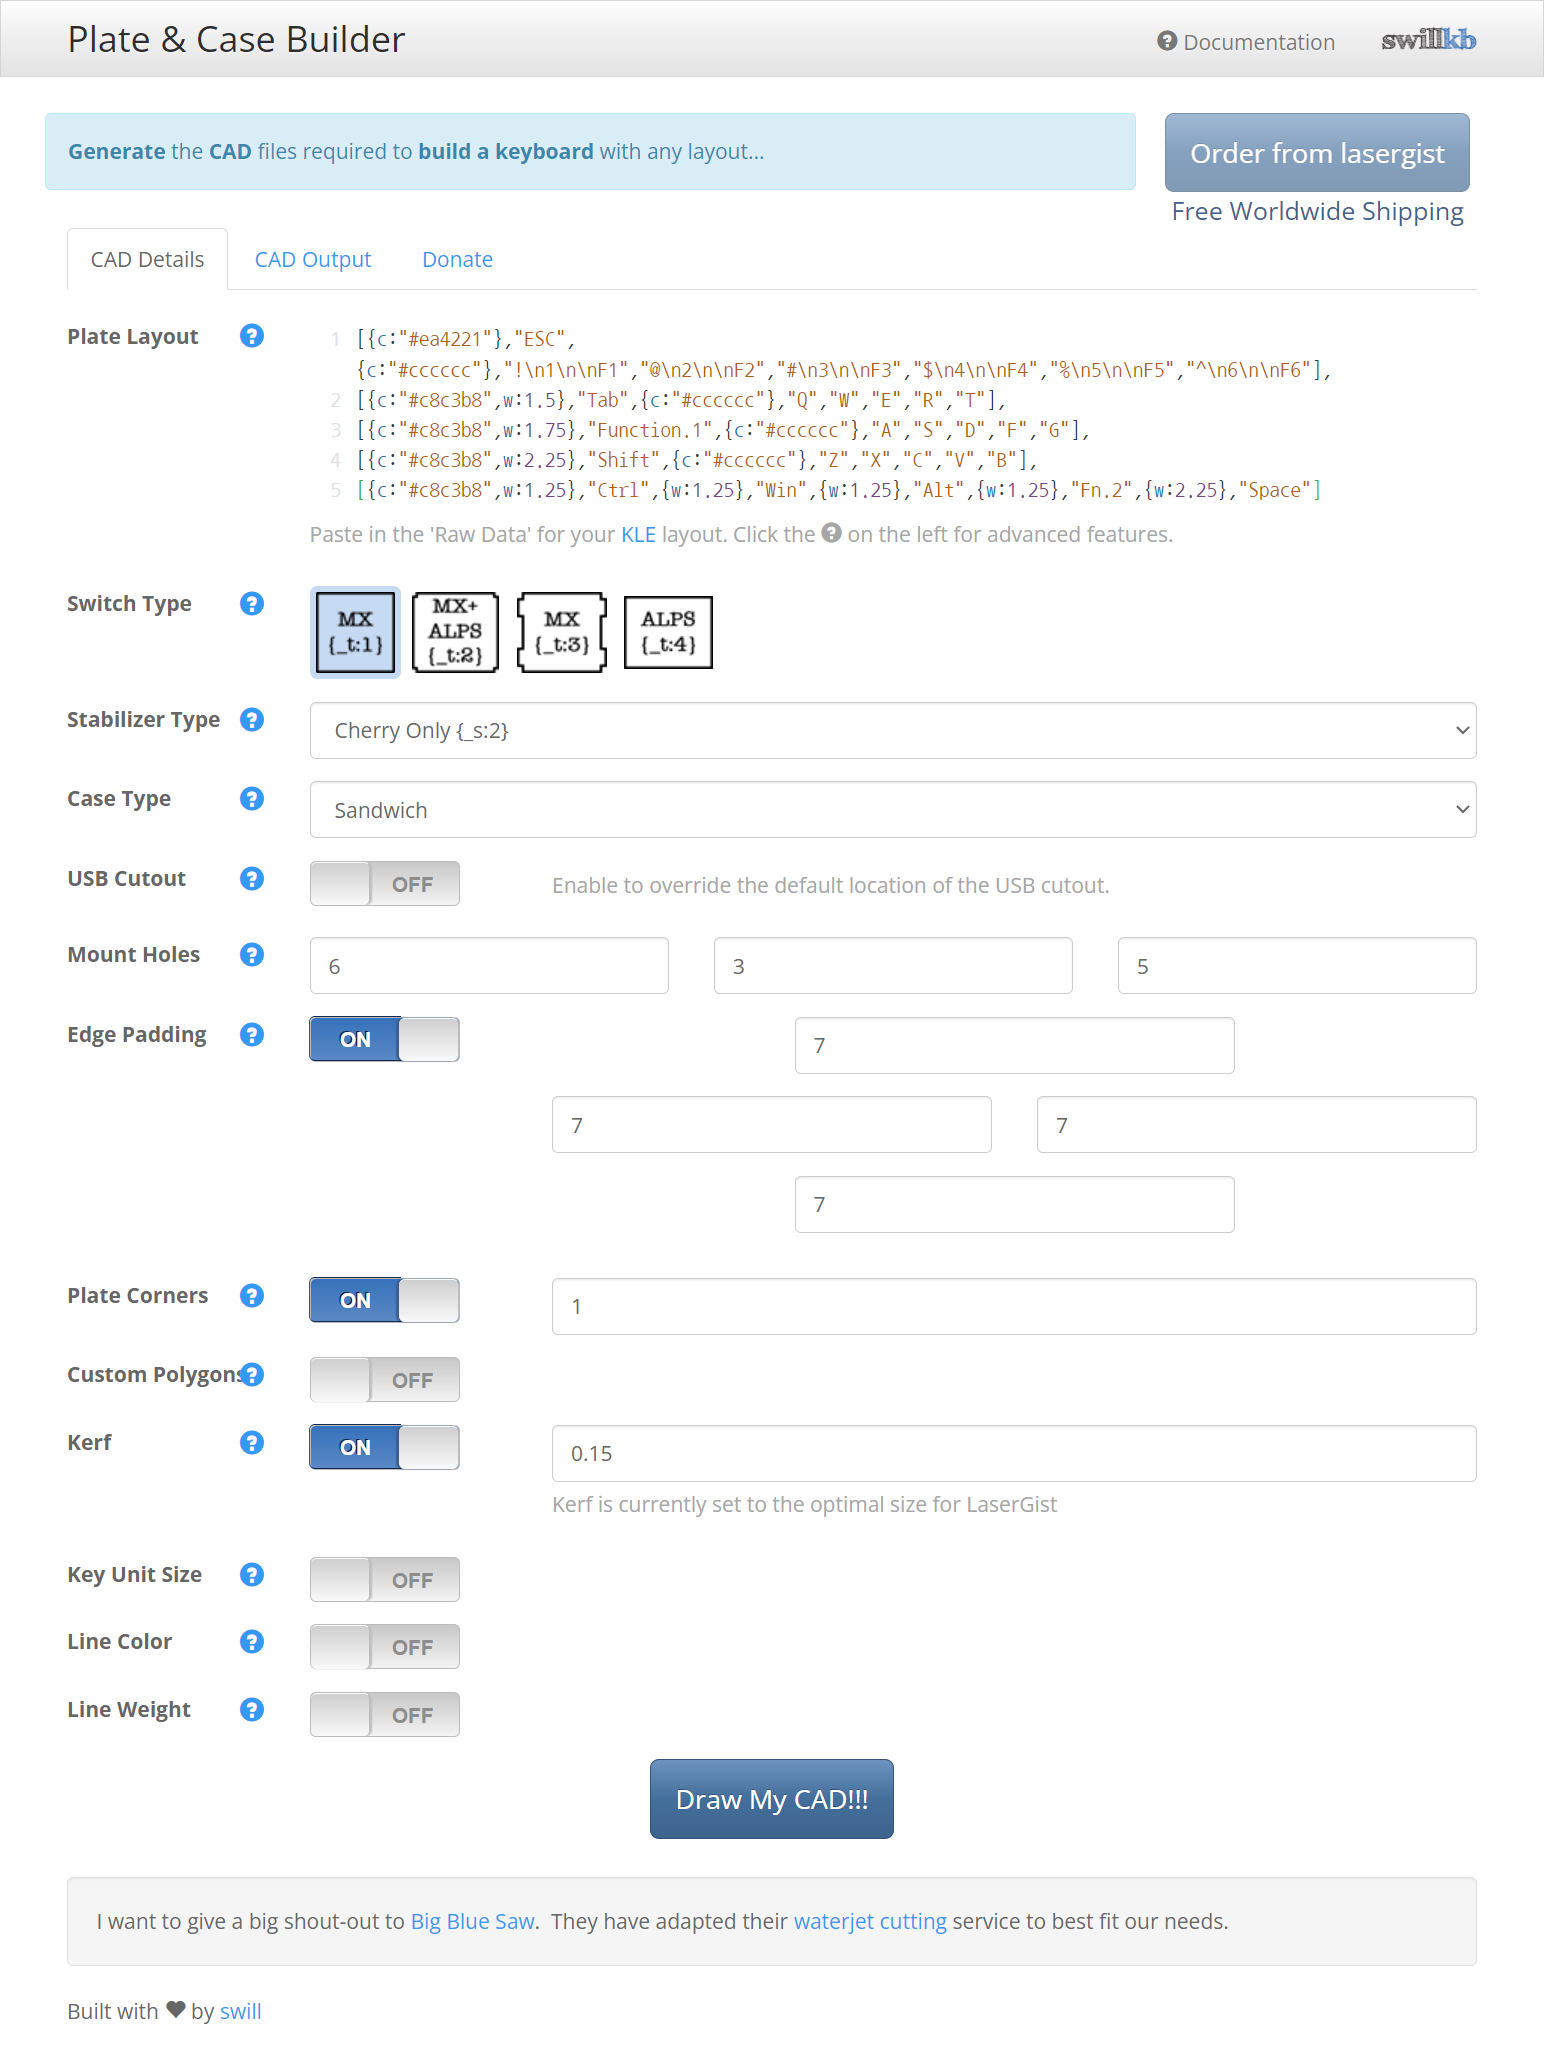 Plate & Case Builder
Documentation
swillkb
Generate the CAD files required to build a keyboard with any layout...
Order from lasergist
Free Worldwide Shipping
CAD Details
CAD Output
Donate
Plate Layout
1 [{c:"#ea4221"},"ESC",
{c:"#cccccc"},"!\n1\n\nF1","@\n2\n\nF2","#\n3\n\nF3","$\n4\n\nF4","%\n5\n\nF5","^\n6\n\nF6"],
2 [{c:"#c8c3b8",w:1.5},"Tab",{c:"#cccccc"},"Q","W","E","R","T"],
3 [{c:"#c8c3b8",w:1.75},"Function.1",{c:"#cccccc"},"A","S","D","F","G"],
4 [{c:"#c8c3b8",w:2.25},"Shift",{c:"#cccccc"},"Z","X","C","V","B"],
5 [{c:"#c8c3b8",w:1.25},"Ctrl",{w:1.25},"Win",{w:1.25},"Alt",{w:1.25},"Fn.2",{w:2.25},"Space"]
Paste in the 'Raw Data' for your KLE layout. Click the ? on the left for advanced features.
Switch Type
MX
{_t:1}
MX+
ALPS
{_t:2}
MX
{_t:3}
ALPS
{_t:4}
Stabilizer Type
Cherry Only {_s:2}
Case Type
Sandwich
USB Cutout
OFF
Enable to override the default location of the USB cutout.
Mount Holes
6
3
5
Edge Padding
ON
7
7
7
7
Plate Corners
ON
1
Custom Polygons
OFF
Kerf
ON
0.15
Kerf is currently set to the optimal size for LaserGist
Key Unit Size
OFF
Line Color
OFF
Line Weight
OFF
Draw My CAD!!!
I want to give a big shout-out to Big Blue Saw. They have adapted their waterjet cutting service to best fit our needs.
Built with ♥ by swill